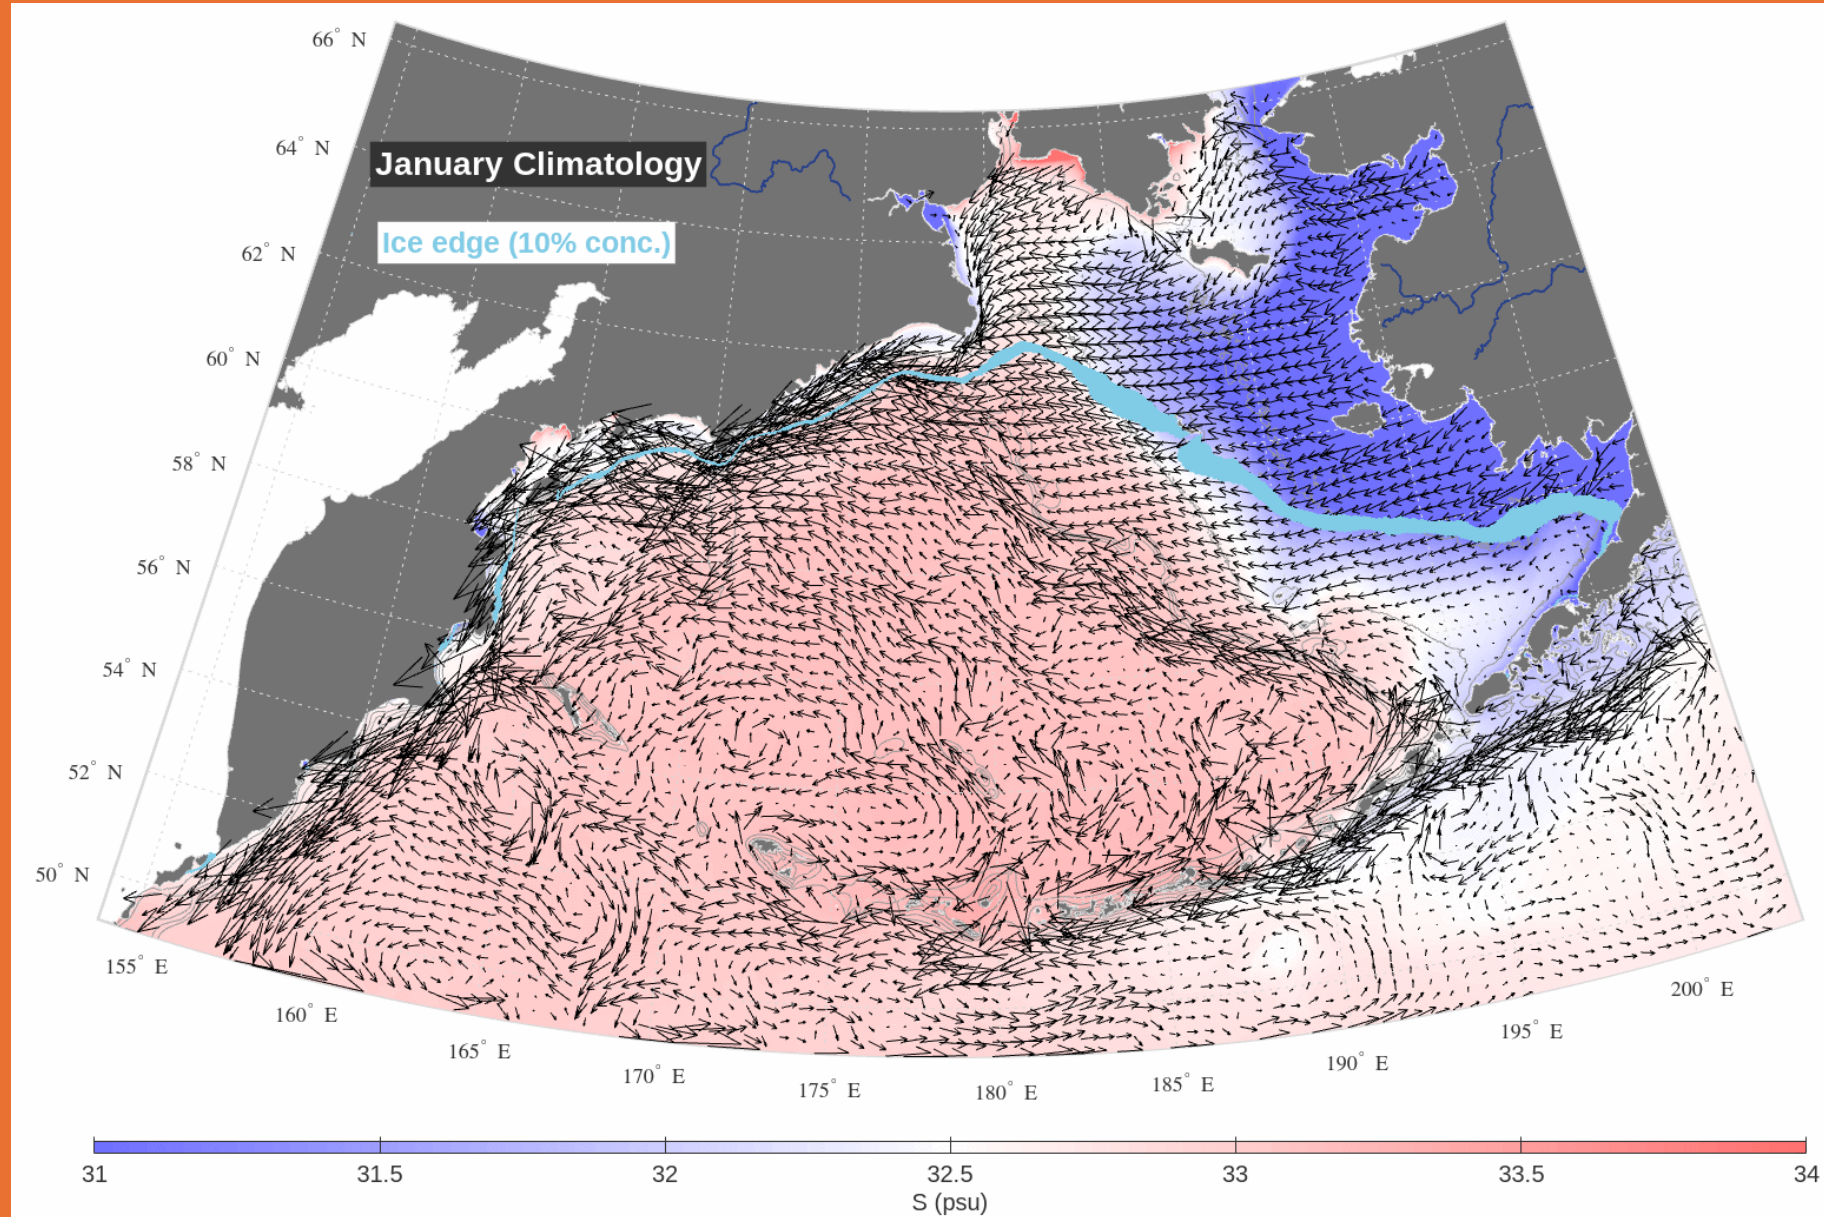 66° N
64° N
January Climatology
Ice edge (10% conc.)
62° N
60° N
58° N
56° N
54° N
52° N
50° N
155° E
160° E
165° E
170° E
175° E
180° E
185° E
190° E
195° E
200° E
31 31.5 32 32.5 33 33.5 34
S (psu)